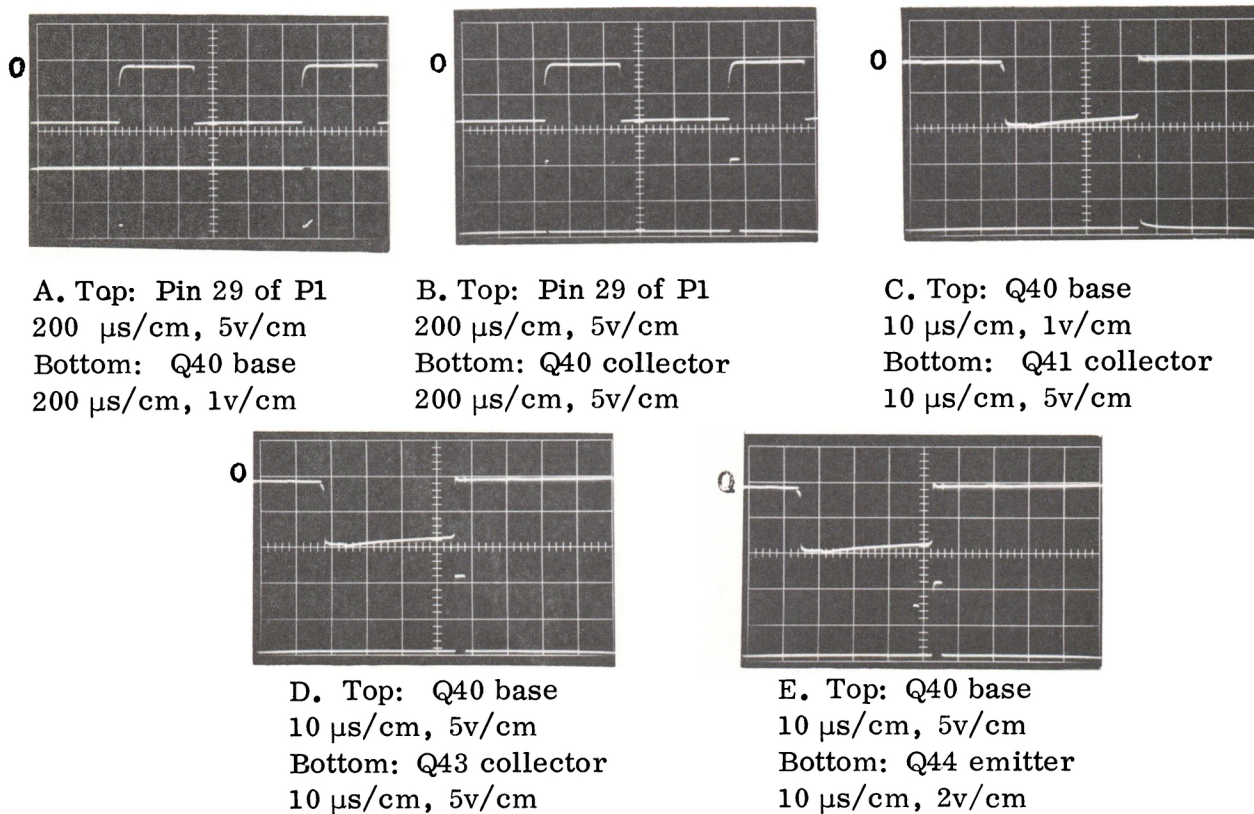 0
0
0
A. Top: Pin 29 of P1
200 μs/cm, 5v/cm
Bottom: Q40 base
200 μs/cm, 1v/cm
B. Top: Pin 29 of P1
200 μs/cm, 5v/cm
Bottom: Q40 collector
200 μs/cm, 5v/cm
C. Top: Q40 base
10 μs/cm, 1v/cm
Bottom: Q41 collector
10 μs/cm, 5v/cm
0
D. Top: Q40 base
10 μs/cm, 5v/cm
Bottom: Q43 collector
10 μs/cm, 5v/cm
E. Top: Q40 base
10 μs/cm, 5v/cm
Bottom: Q44 emitter
10 μs/cm, 2v/cm